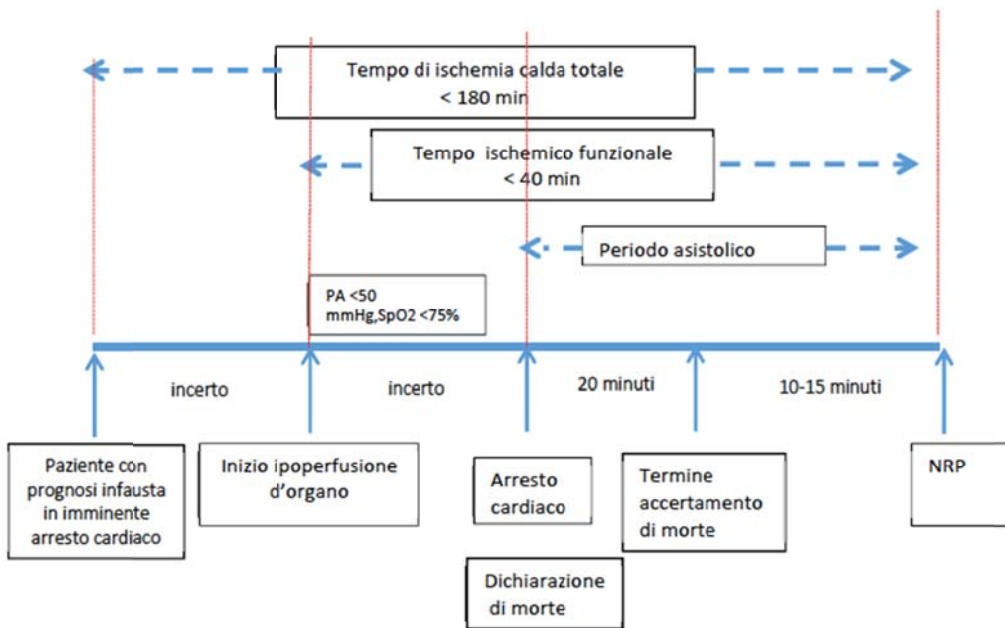 Tempo di ischemia calda totale
< 180 min
Tempo ischemico funzionale
< 40 min
Periodo asistolico
PA <50
mmHg,SpO2 <75%
incerto
incerto
20 minuti
10-15 minuti
Paziente con
prognosi infausta
in imminente
arresto cardiaco
Inizio ipoperfusione
d'organo
Arresto
cardiaco
Dichiarazione
di morte
Termine
accertamento
di morte
NRP